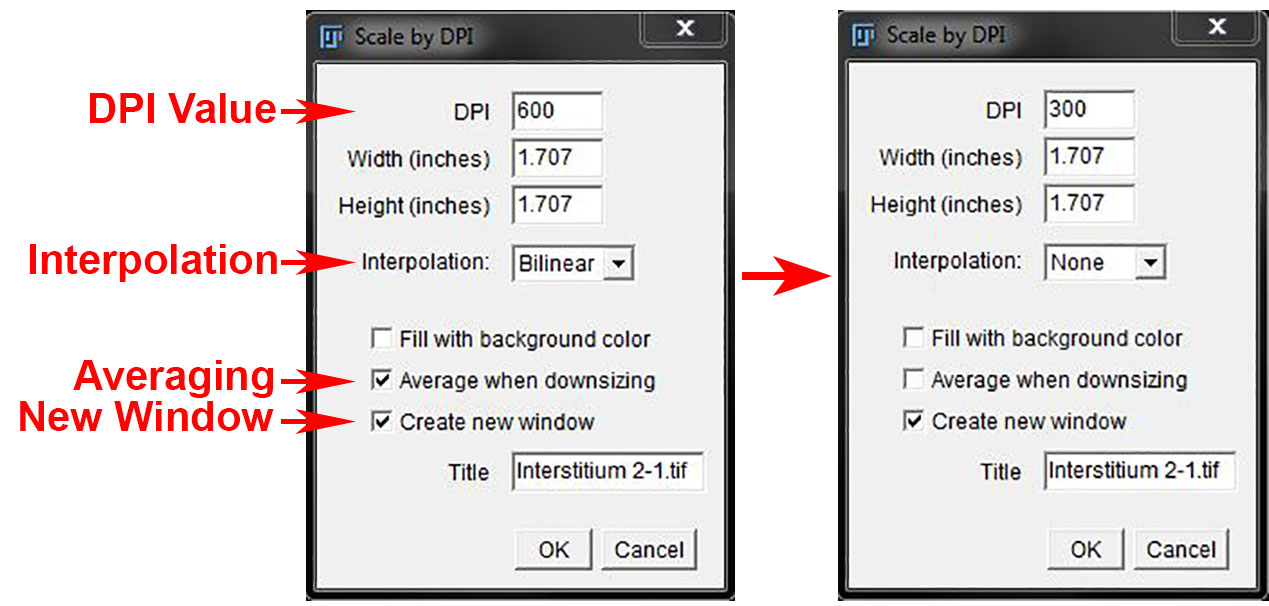 Scale by DPI
DPI Value
DPI
600
Width (inches)
1.707
Height (inches)
1.707
Interpolation
Interpolation:
Bilinear
Fill with background color
Averaging
Average when downsizing
New Window
Create new window
Title
Interstitium 2-1.tif
OK
Cancel
Scale by DPI
DPI
300
Width (inches)
1.707
Height (inches)
1.707
Interpolation:
None
Fill with background color
Average when downsizing
Create new window
Title
Interstitium 2-1.tif
OK
Cancel